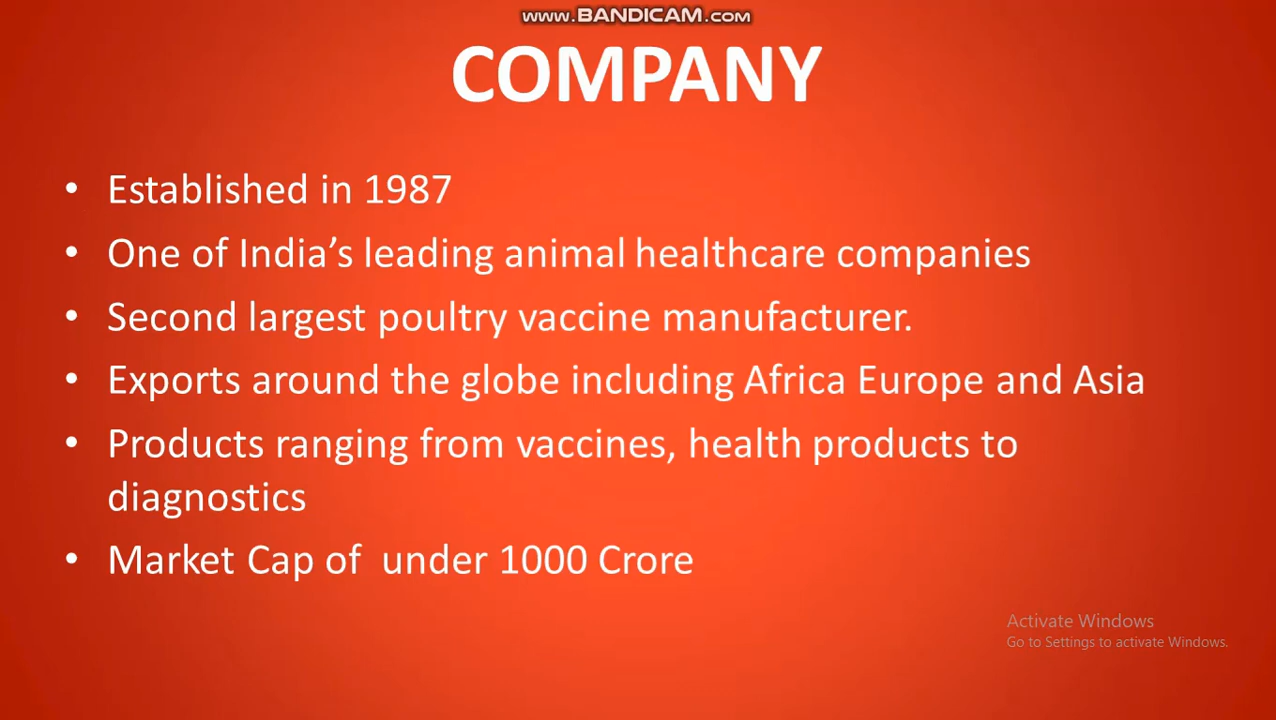 www.BANDICAM.com
COMPANY
• Established in 1987
• One of India’s leading animal healthcare companies
• Second largest poultry vaccine manufacturer.
• Exports around the globe including Africa Europe and Asia
• Products ranging from vaccines, health products to
diagnostics
• Market Cap of  under 1000 Crore
Activate Windows
Go to Settings to activate Windows.